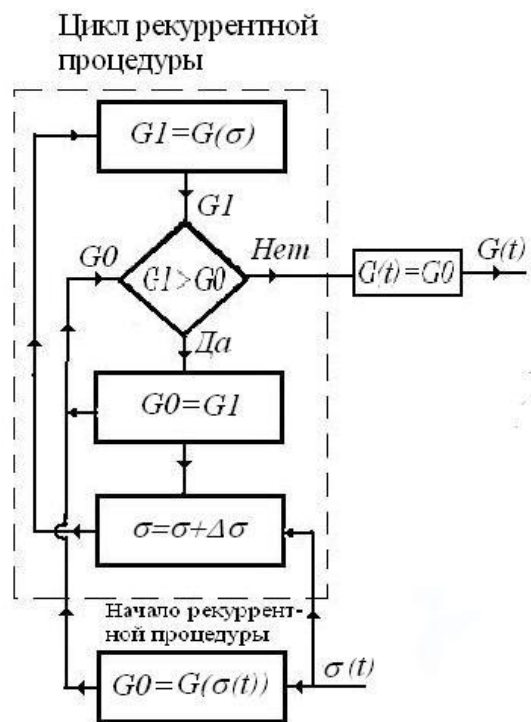 Цикл рекуррентной
процедуры
G1=G(σ)
G1
G0
G1>G0
Нет
G(t)=G0
G(t)
Да
G0=G1
σ=σ+Δσ
Начало рекуррент-
ной процедуры
G0=G(σ(t))
σ(t)